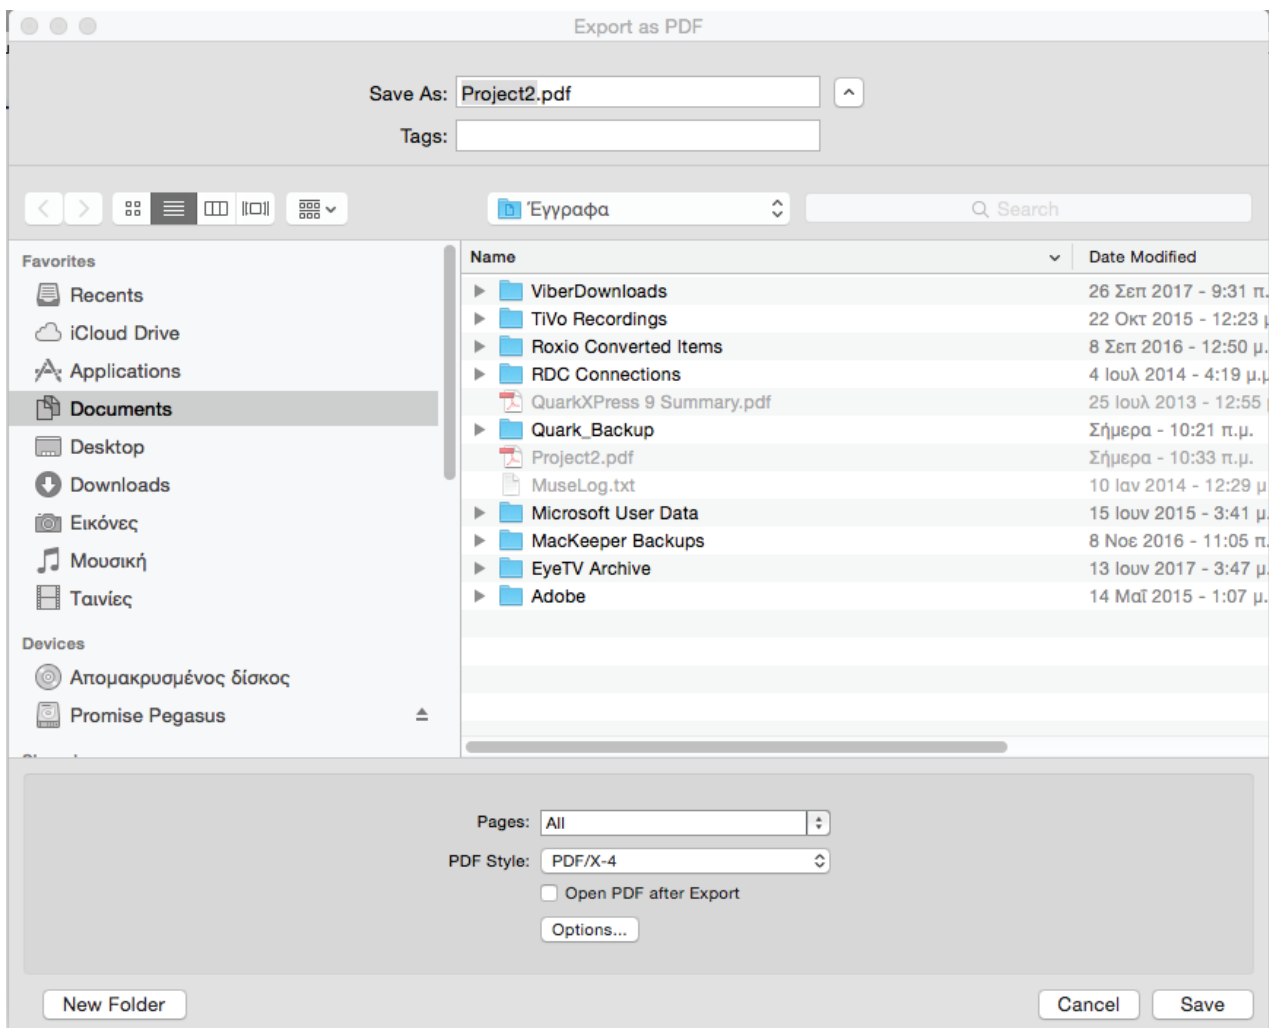 Export as PDF
Save As: Project2.pdf
Tags:
Έγγραφα
Search
Favorites
Recents
iCloud Drive
Applications
Documents
Desktop
Downloads
Εικόνες
Μουσική
Ταινίες
Devices
Απομακρυσμένος δίσκος
Promise Pegasus
Name Date Modified
ViberDownloads 26 Σεπ 2017 - 9:31 π.
TiVo Recordings 22 Οκτ 2015 - 12:23 μ
Roxio Converted Items 8 Σεπ 2016 - 12:50 μ.
RDC Connections 4 Ιουλ 2014 - 4:19 μ.μ
QuarkXPress 9 Summary.pdf 25 Ιουλ 2013 - 12:55
Quark_Backup Σήμερα - 10:21 π.μ.
Project2.pdf Σήμερα - 10:33 π.μ.
MuseLog.txt 10 Ιαν 2014 - 12:29 μ
Microsoft User Data 15 Ιουν 2015 - 3:41 μ.
MacKeeper Backups 8 Νοε 2016 - 11:05 π.
EyeTV Archive 13 Ιουν 2017 - 3:47 μ.
Adobe 14 Μαΐ 2015 - 1:07 μ.
Pages: All
PDF Style: PDF/X-4
Open PDF after Export
Options...
New Folder Cancel Save